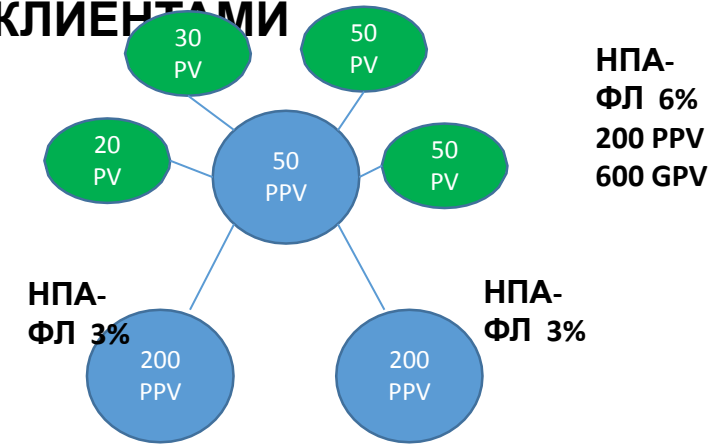 КЛИЕНТАМИ
30
PV
50
PV
НПА-
ФЛ 6%
200 PPV
600 GPV
20
PV
50
PPV
50
PV
НПА-
ФЛ 3%
НПА-
ФЛ 3%
200
PPV
200
PPV